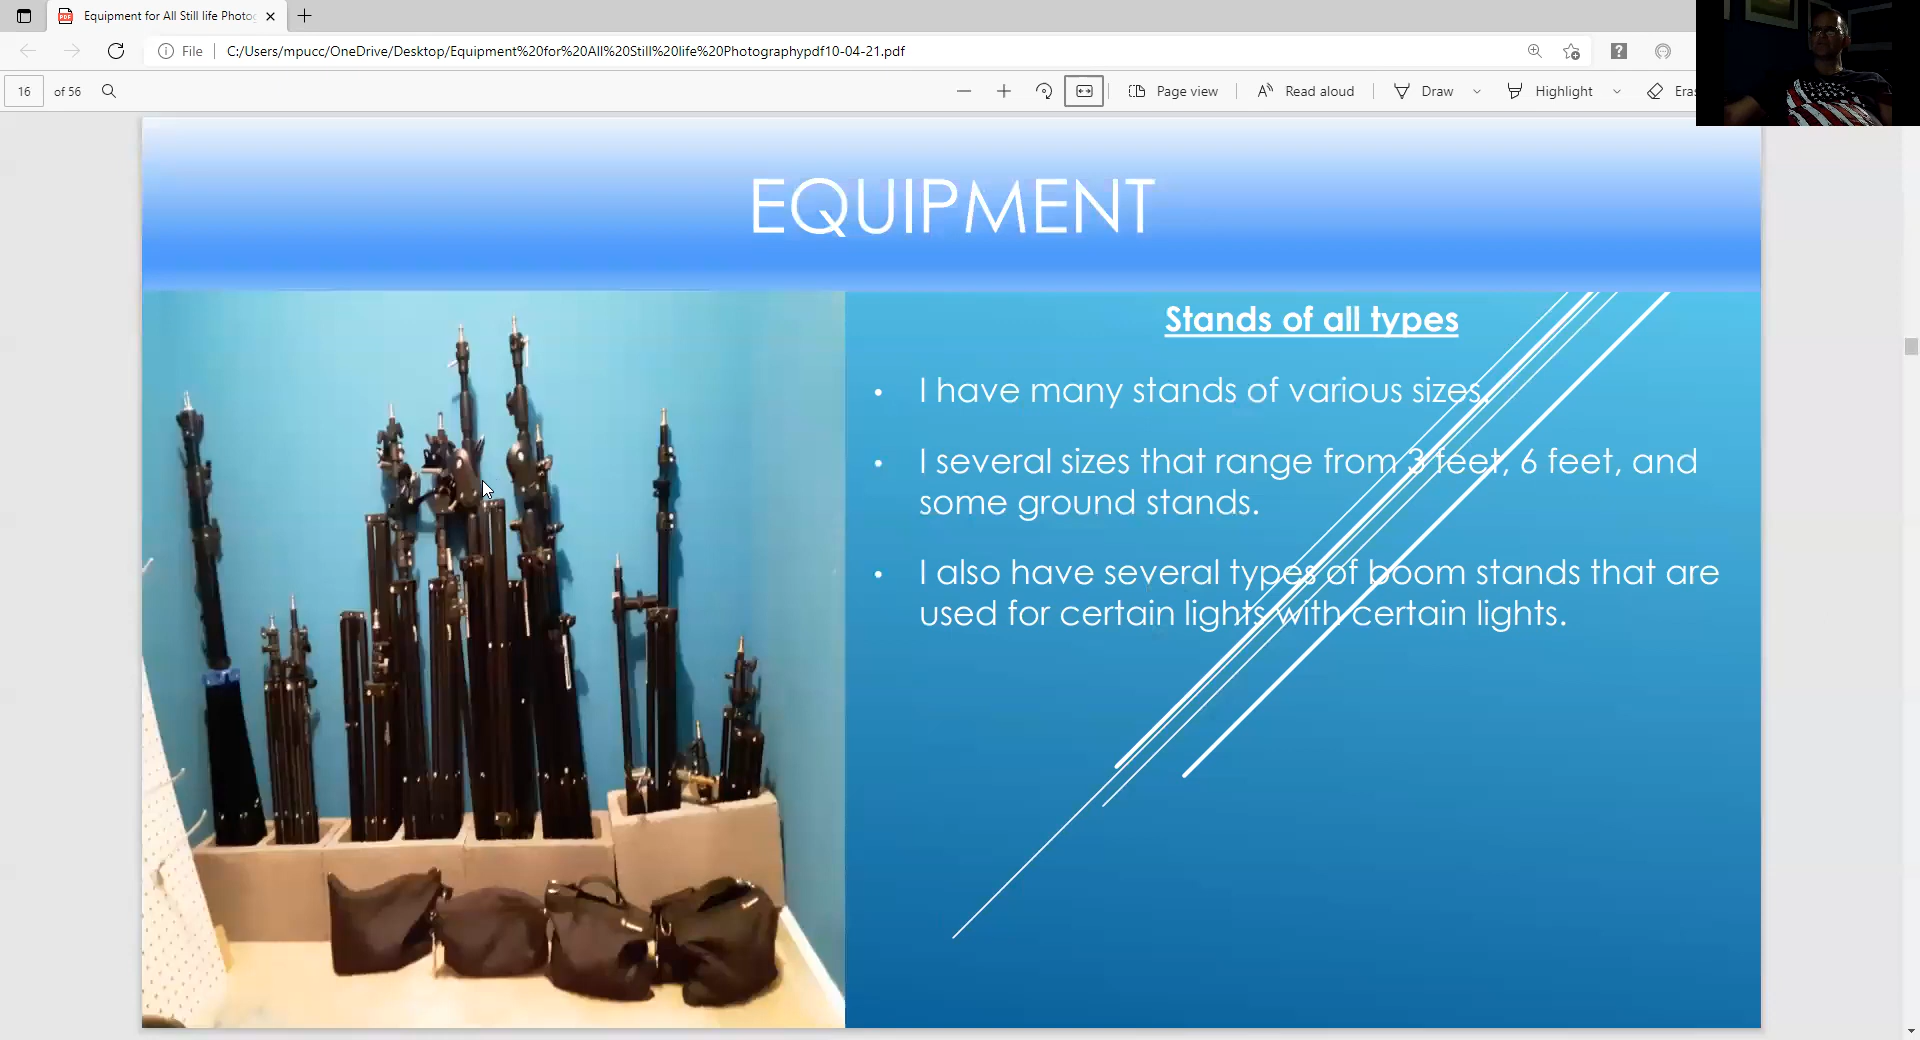 Equipment for All Still life Photog
File
C:/Users/mpucc/OneDrive/Desktop/Equipment%20for%20All%20Still%20life%20Photographypdf10-04-21.pdf
16 of 56
Page view
Read aloud
Draw
Highlight
Eras
EQUIPMENT
Stands of all types
• I have many stands of various sizes.
• I several sizes that range from 3 feet, 6 feet, and
some ground stands.
• I also have several types of boom stands that are
used for certain lights with certain lights.